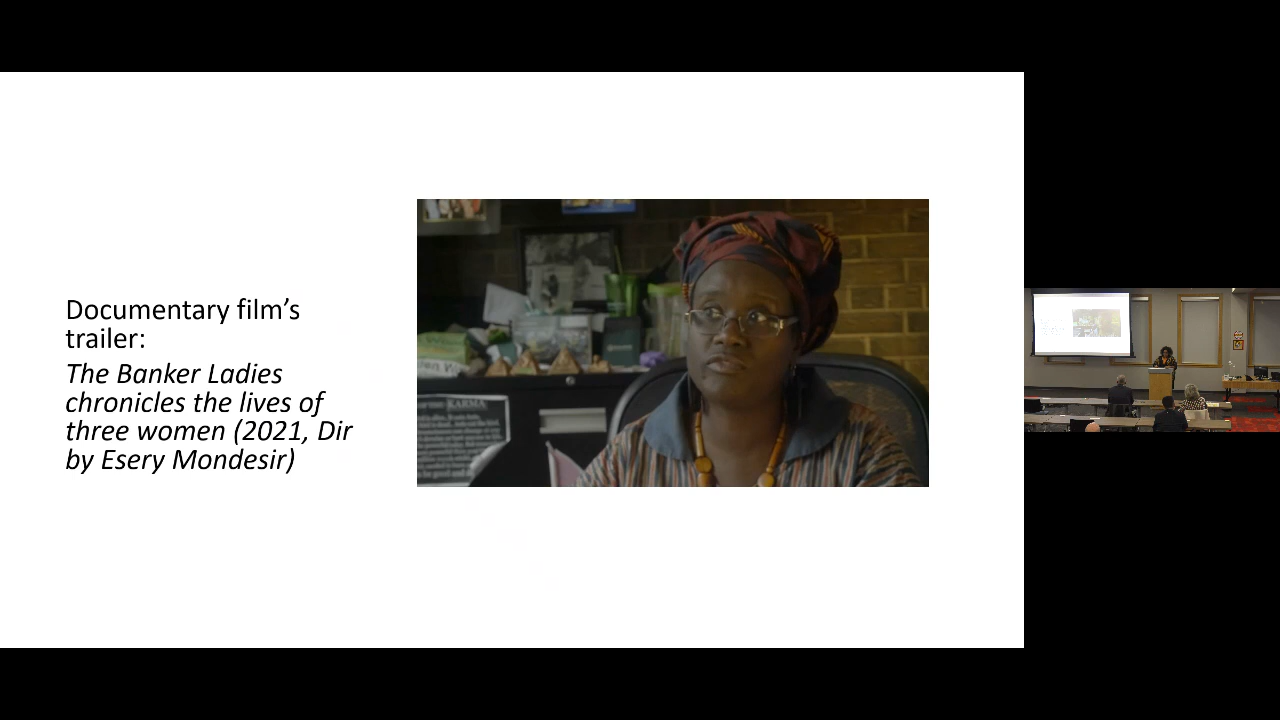 Documentary film’s
trailer:
The Banker Ladies
chronicles the lives of
three women (2021, Dir
by Esery Mondesir)
KARMA